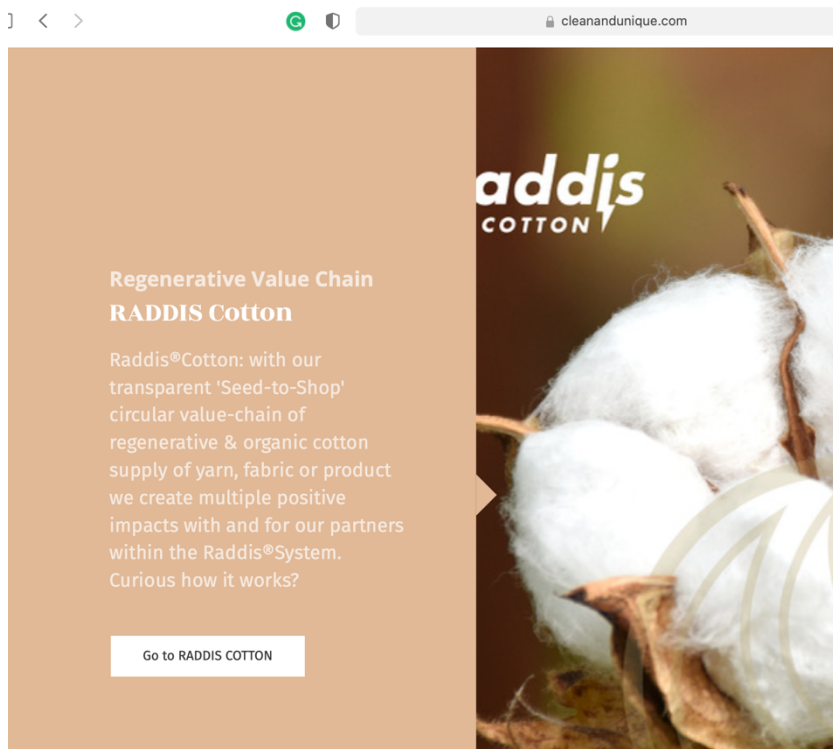 cleanandunique.com
addis
COTTON
Regenerative Value Chain
RADDIS Cotton
Raddis®Cotton: with our
transparent 'Seed-to-Shop'
circular value-chain of
regenerative & organic cotton
supply of yarn, fabric or product
we create multiple positive
impacts with and for our partners
within the Raddis®System.
Curious how it works?
Go to RADDIS COTTON